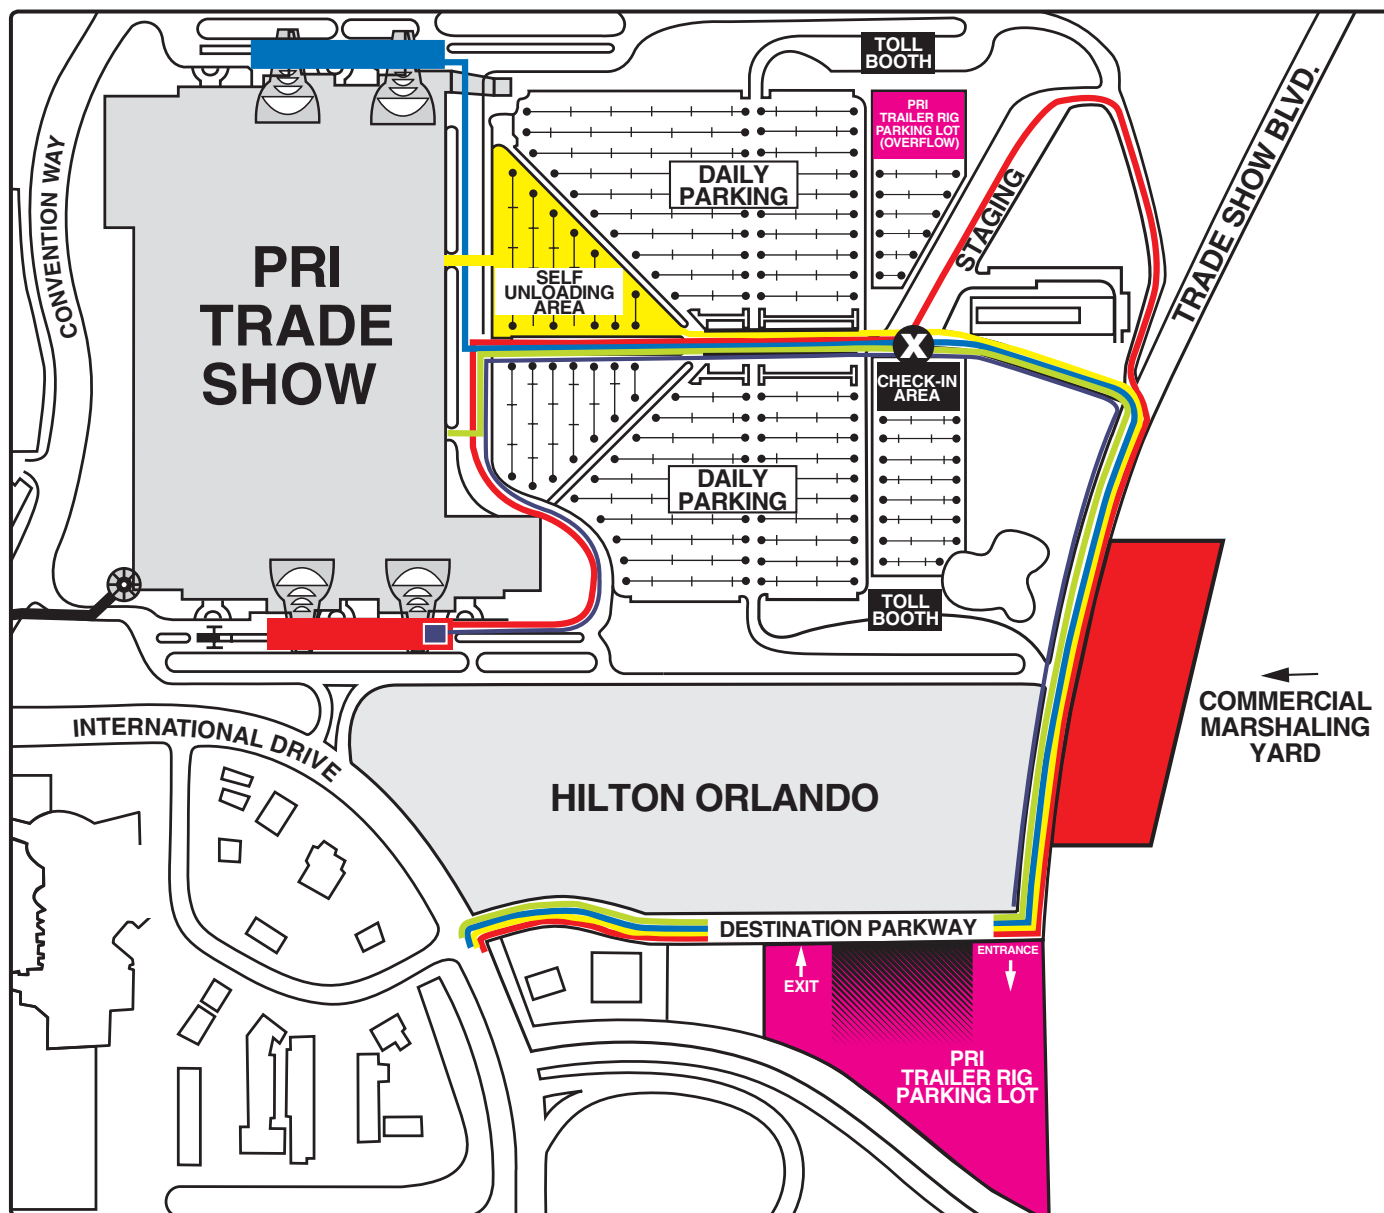 TOLL
BOOTH
PRI
TRAILER RIG
PARKING LOT
(OVERFLOW)
TRADE SHOW BLVD.
CONVENTION WAY
DAILY
PARKING
STAGING
PRI
TRADE
SHOW
SELF
UNLOADING
AREA
X
CHECK-IN
AREA
DAILY
PARKING
TOLL
BOOTH
COMMERCIAL
MARSHALING
YARD
INTERNATIONAL DRIVE
HILTON ORLANDO
DESTINATION PARKWAY
ENTRANCE
EXIT
PRI
TRAILER RIG
PARKING LOT